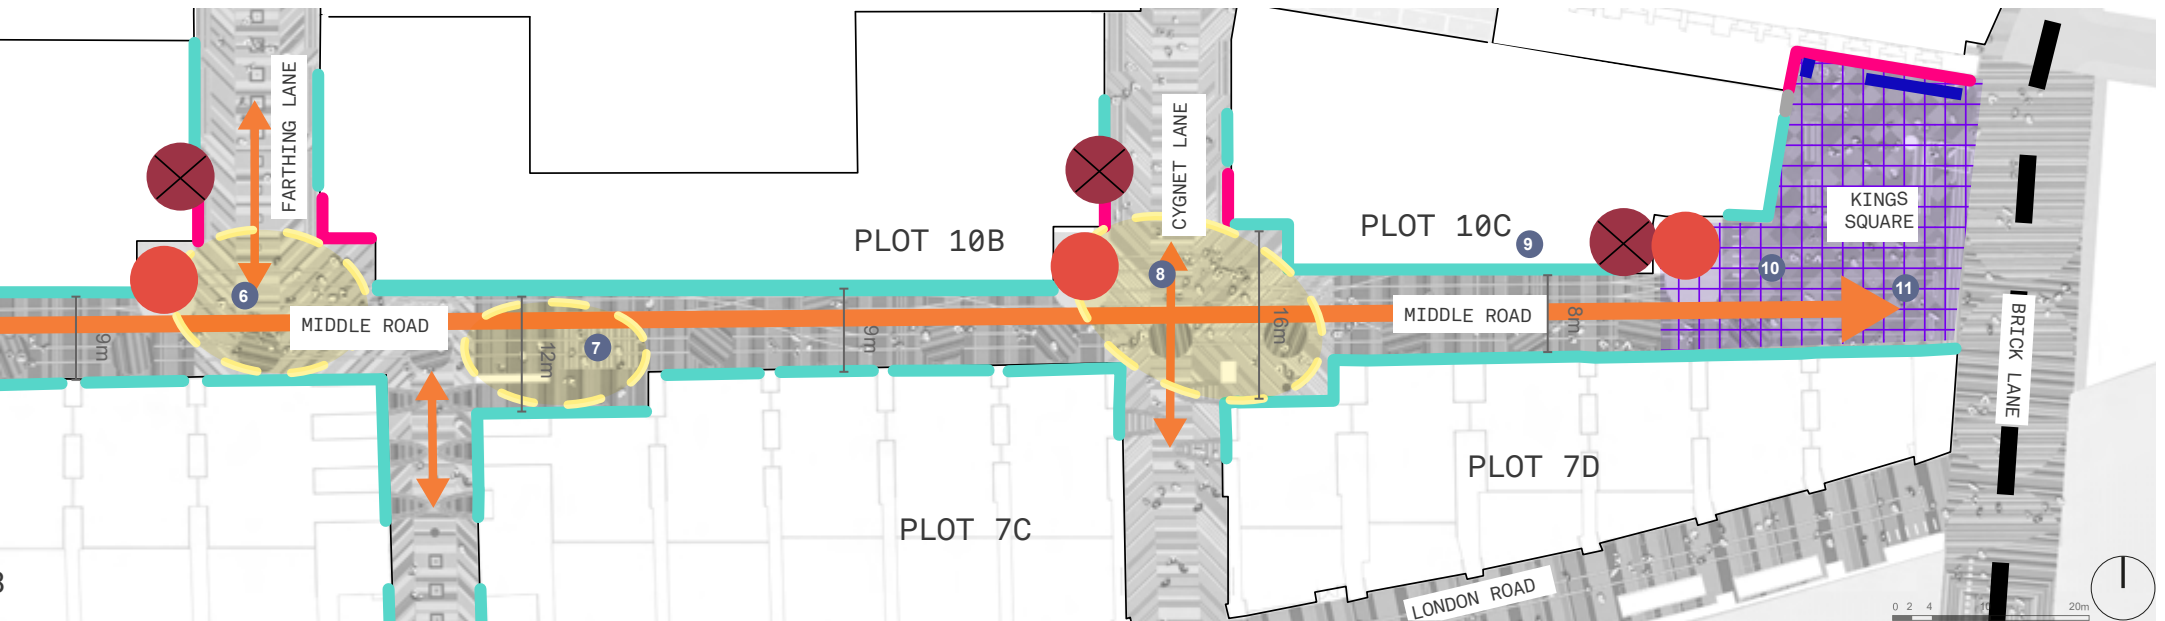 FARTHING LANE
CYGNET LANE
KINGS
SQUARE
PLOT 10B
PLOT 10C
9
10
11
6
8
MIDDLE ROAD
MIDDLE ROAD
7
9m
12m
9m
16m
8m
BRICK LANE
PLOT 7D
PLOT 7C
LONDON ROAD
0 2 4 10 20m